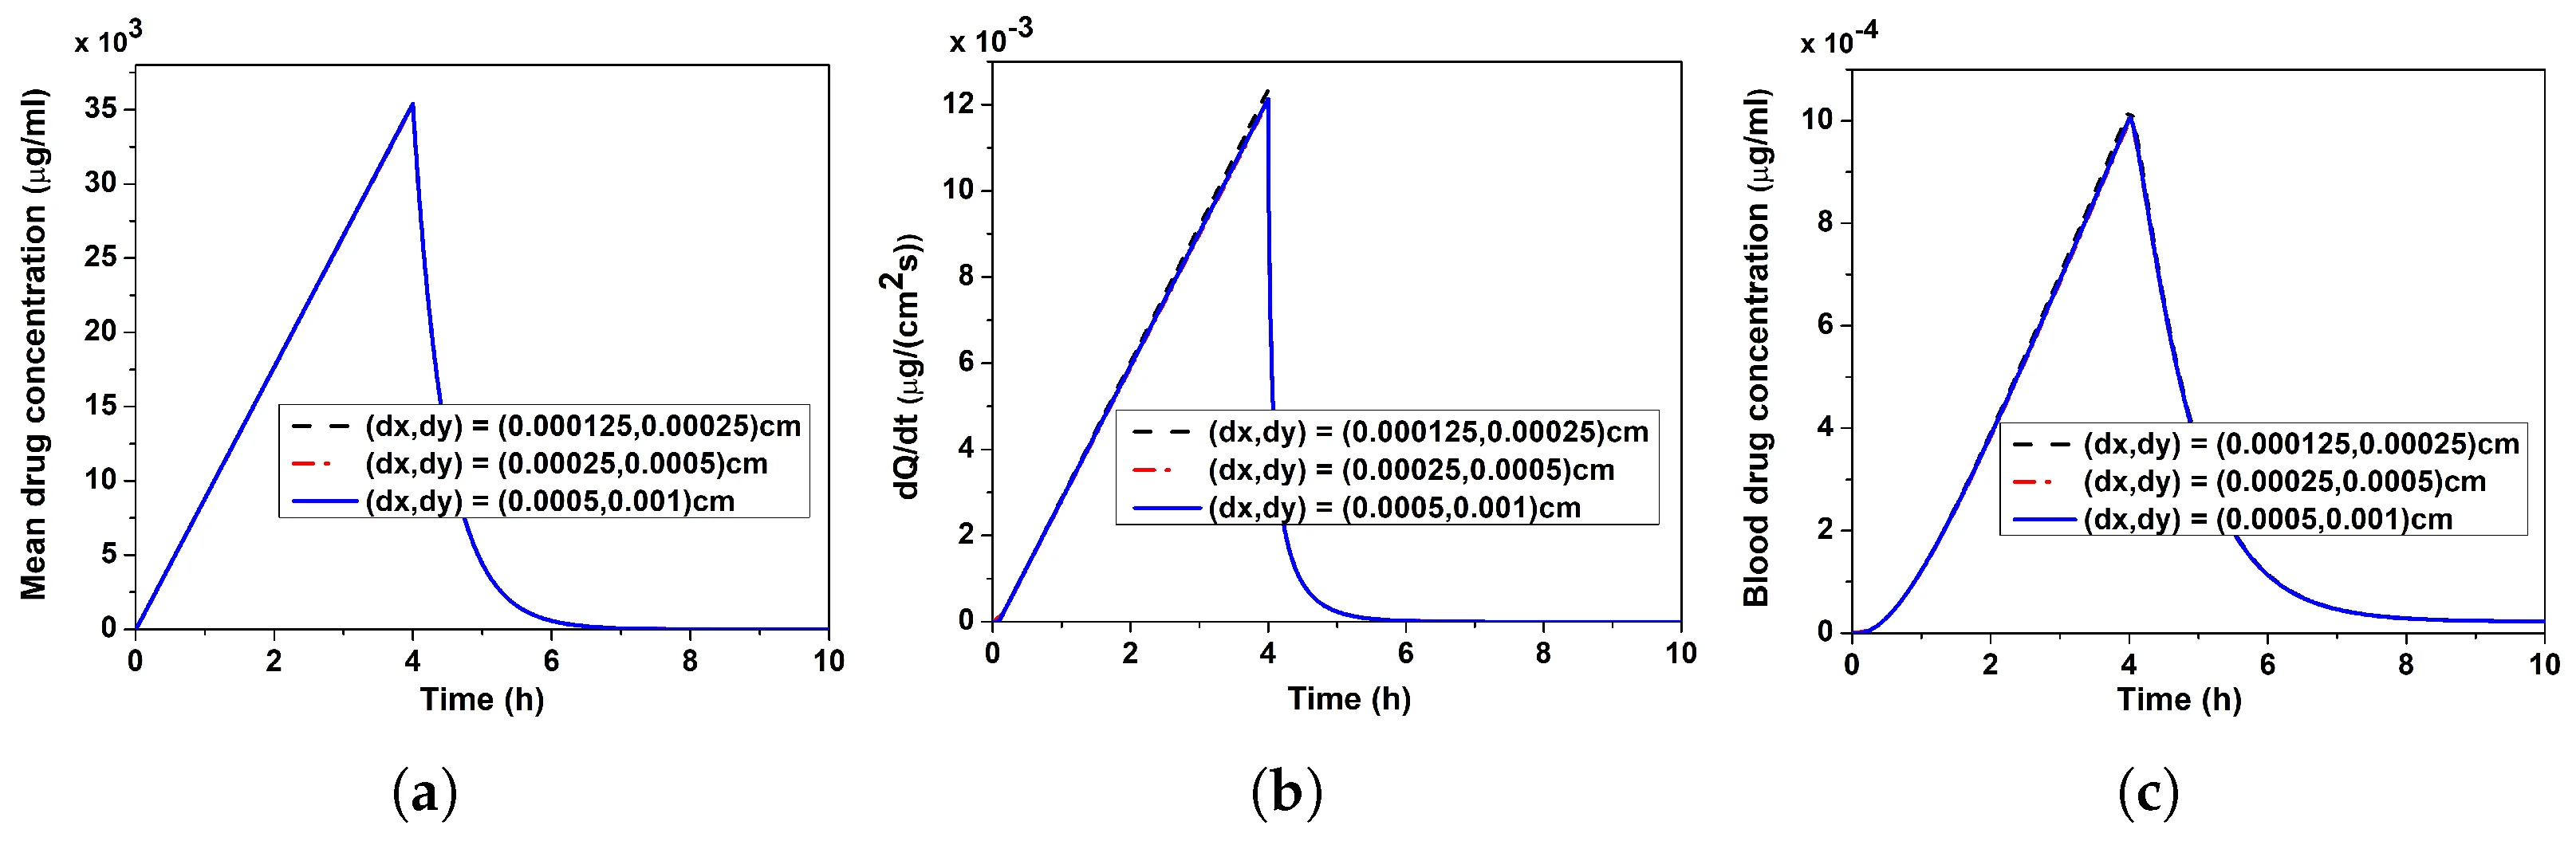 x 10³
Mean drug concentration (μg/ml)
35
30
25
20
15
10
5
0
0 2 4 6 8 10
Time (h)
(dx,dy) = (0.000125,0.00025)cm
(dx,dy) = (0.00025,0.0005)cm
(dx,dy) = (0.0005,0.001)cm
(a)
x 10⁻³
dQ/dt (μg/(cm²s))
12
10
8
6
4
2
0
0 2 4 6 8 10
Time (h)
(dx,dy) = (0.000125,0.00025)cm
(dx,dy) = (0.00025,0.0005)cm
(dx,dy) = (0.0005,0.001)cm
(b)
x 10⁻⁴
Blood drug concentration (μg/ml)
10
8
6
4
2
0
0 2 4 6 8 10
Time (h)
(dx,dy) = (0.000125,0.00025)cm
(dx,dy) = (0.00025,0.0005)cm
(dx,dy) = (0.0005,0.001)cm
(c)